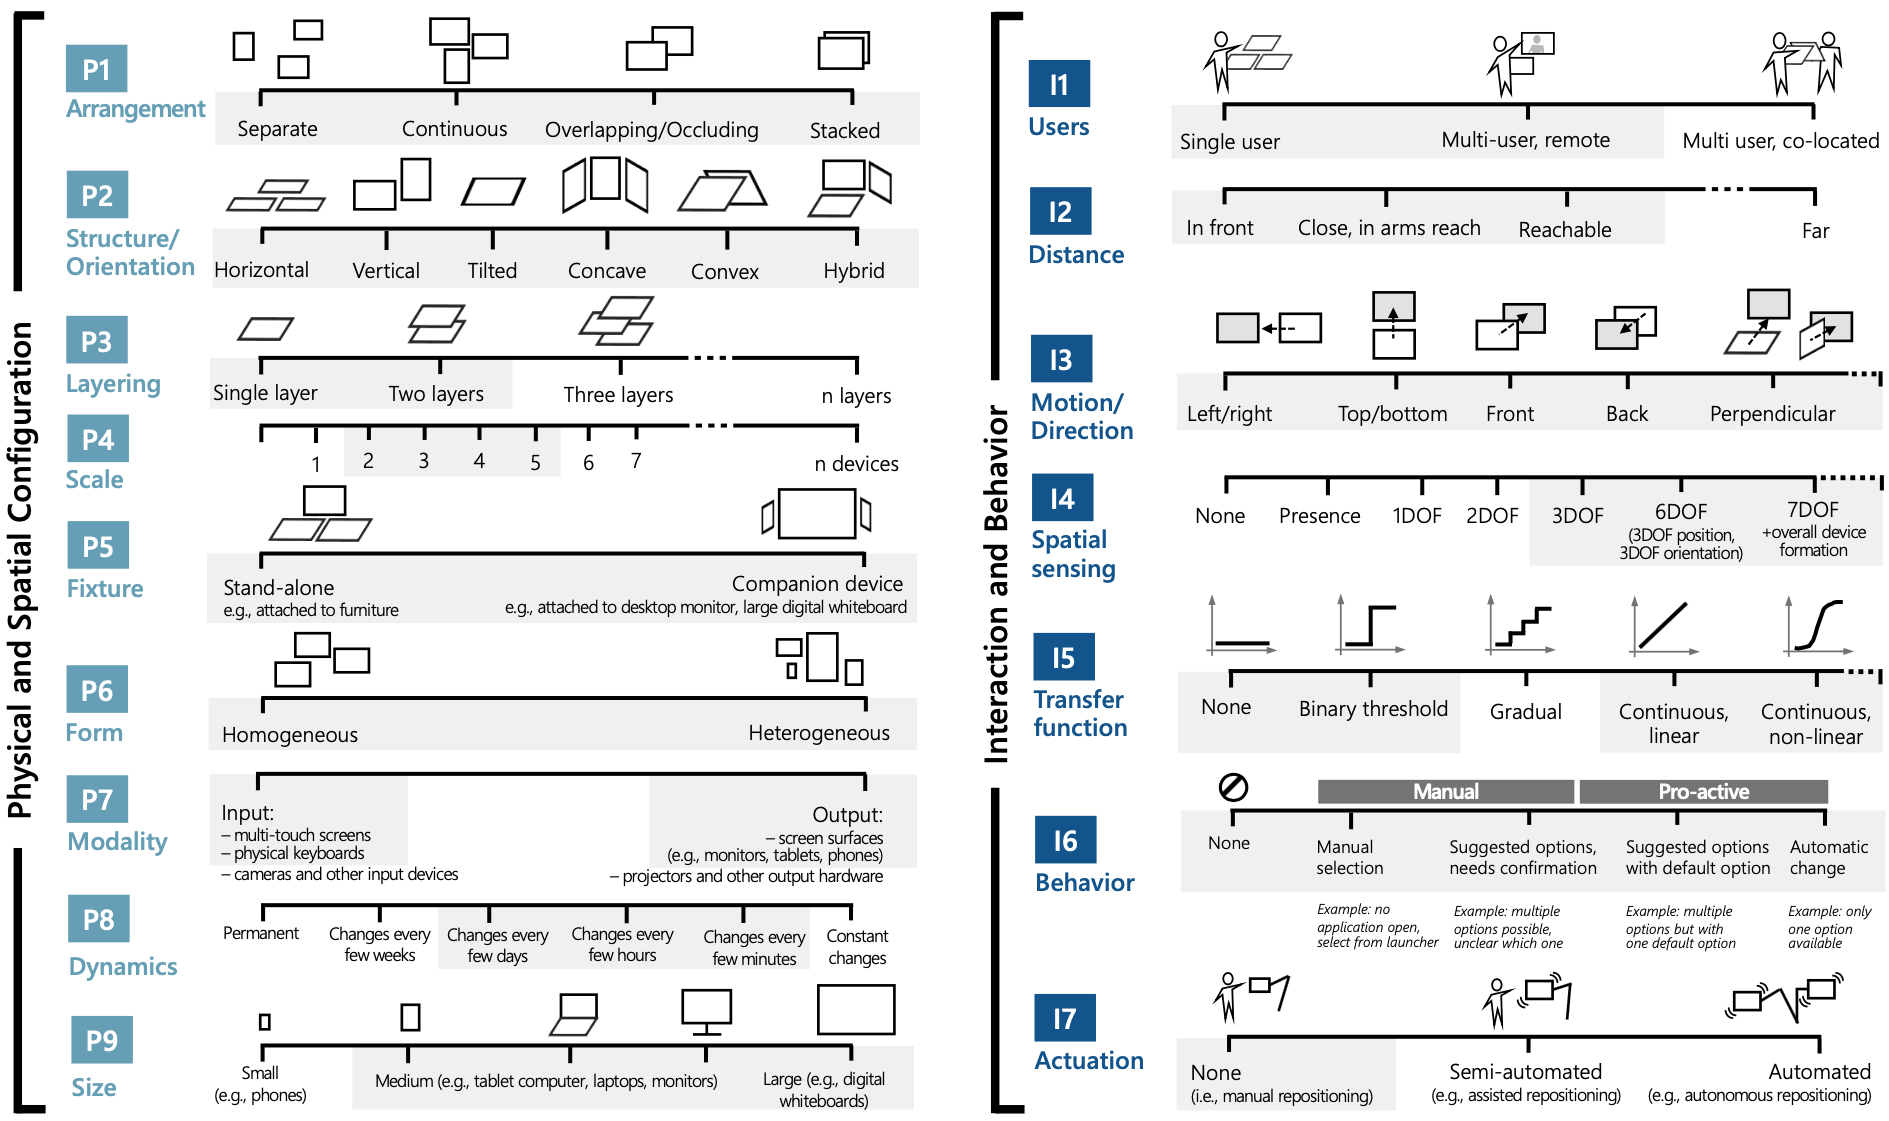 Physical and Spatial Configuration
P1
Arrangement
Separate
Continuous
Overlapping/Occluding
Stacked
P2
Structure/
Orientation
Horizontal
Vertical
Tilted
Concave
Convex
Hybrid
P3
Layering
Single layer
Two layers
Three layers
n layers
P4
Scale
1
2
3
4
5
6
7
n devices
P5
Fixture
Stand-alone
e.g., attached to furniture
Companion device
e.g., attached to desktop monitor, large digital whiteboard
P6
Form
Homogeneous
Heterogeneous
P7
Modality
Input:
– multi-touch screens
– physical keyboards
– cameras and other input devices
Output:
– screen surfaces
(e.g., monitors, tablets, phones)
– projectors and other output hardware
P8
Dynamics
Permanent
Changes every
few weeks
Changes every
few days
Changes every
few hours
Changes every
few minutes
Constant
changes
P9
Size
Small
(e.g., phones)
Medium (e.g., tablet computer, laptops, monitors)
Large (e.g., digital
whiteboards)
Interaction and Behavior
I1
Users
Single user
Multi-user, remote
Multi user, co-located
I2
Distance
In front
Close, in arms reach
Reachable
Far
I3
Motion/
Direction
Left/right
Top/bottom
Front
Back
Perpendicular
I4
Spatial
sensing
None
Presence
1DOF
2DOF
3DOF
6DOF
(3DOF position,
3DOF orientation)
7DOF
+overall device
formation
I5
Transfer
function
None
Binary threshold
Gradual
Continuous,
linear
Continuous,
non-linear
I6
Behavior
Manual
Pro-active
None
Manual
selection
Suggested options,
needs confirmation
Suggested options
with default option
Automatic
change
Example: no
application open,
select from launcher
Example: multiple
options possible,
unclear which one
Example: multiple
options but with
one default option
Example: only
one option
available
I7
Actuation
None
(i.e., manual repositioning)
Semi-automated
(e.g., assisted repositioning)
Automated
(e.g., autonomous repositioning)